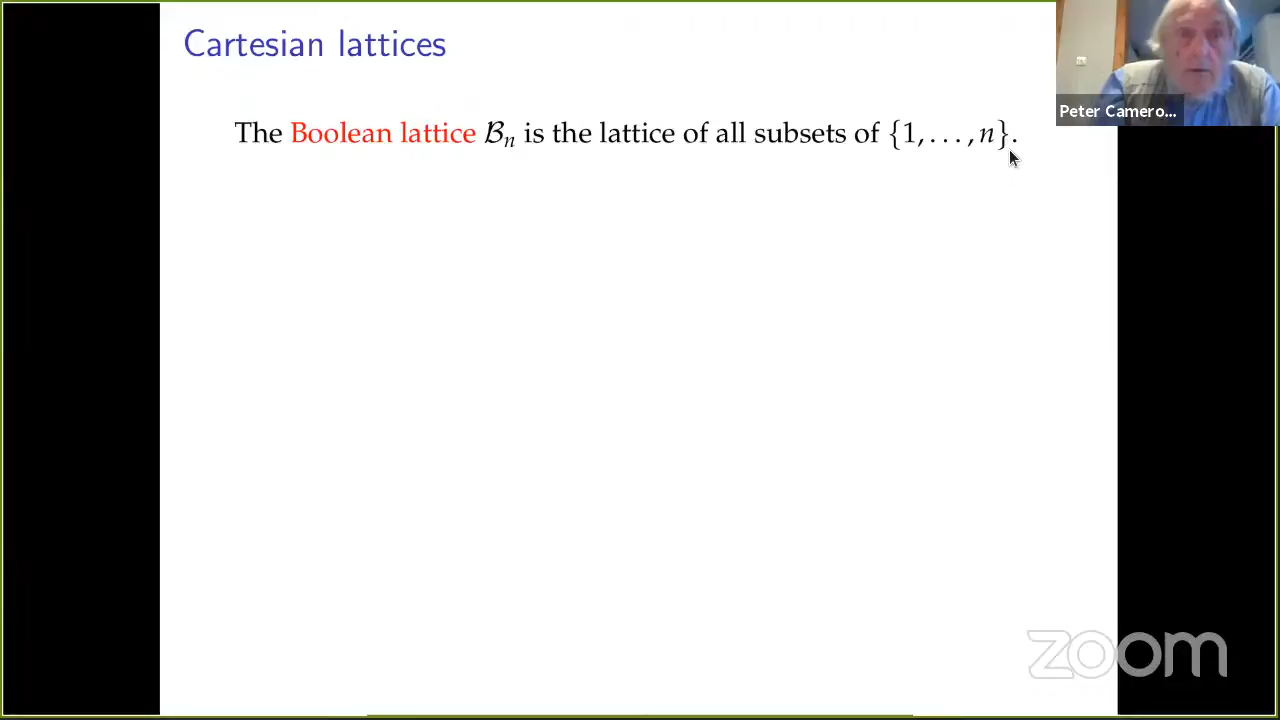 Cartesian lattices
The Boolean lattice ℬₙ is the lattice of all subsets of {1, . . . , n}.
Peter Camero...
zoom